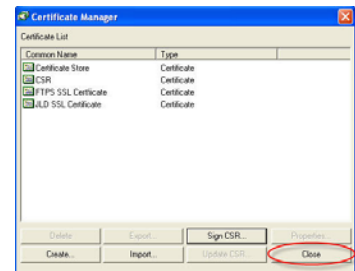 Certificate Manager
Certificate List
Common Name Type
Certificate Store Certificate
CSR Certificate
FTPS SSL Certficate Certificate
JLD SSL Certificate Certificate
Delete Export... Sign CSR... Properties...
Create... Import... Update CSR... Close